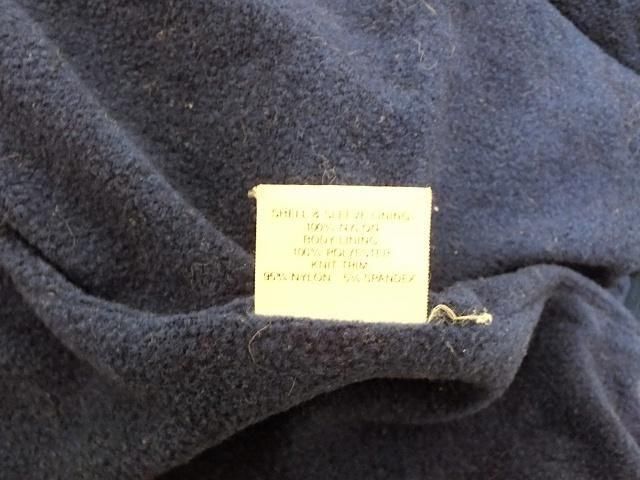 SHELL & SLEEVE LINING
100% NYLON
BODY LINING
100% POLYESTER
KNIT TRIM
95% NYLON 5% SPANDEX